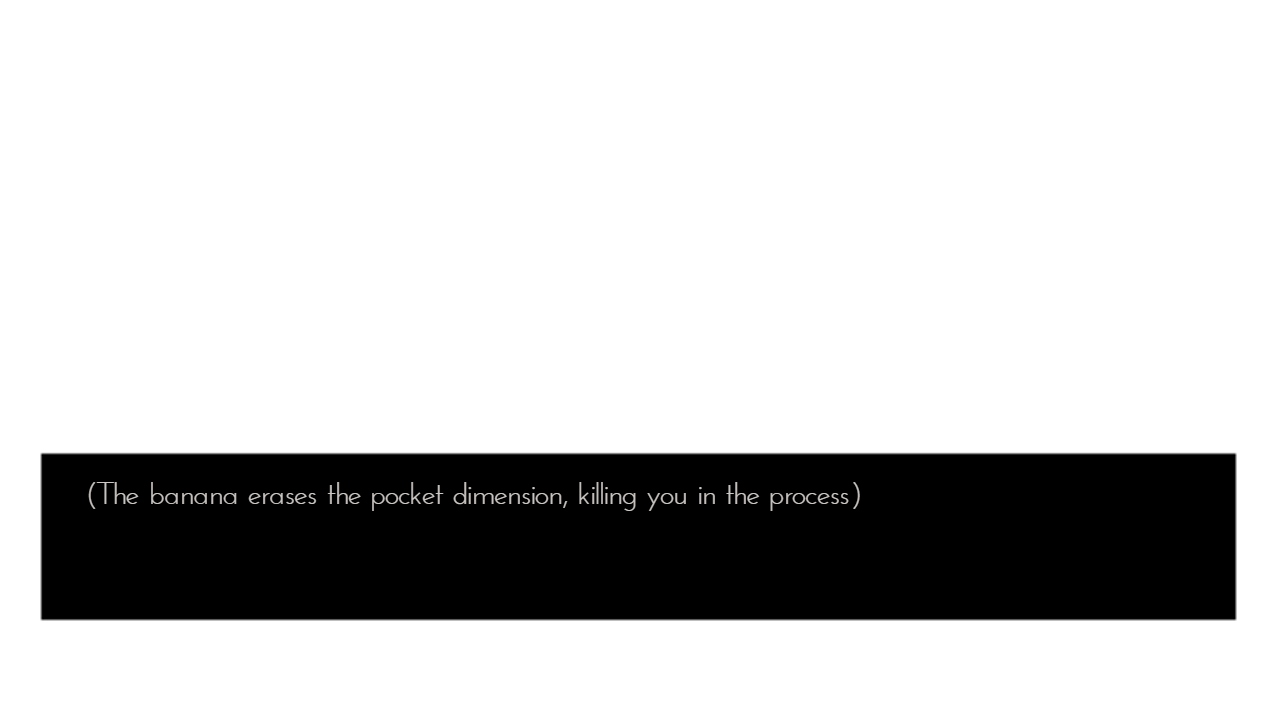 (The banana erases the pocket dimension, killing you in the process)